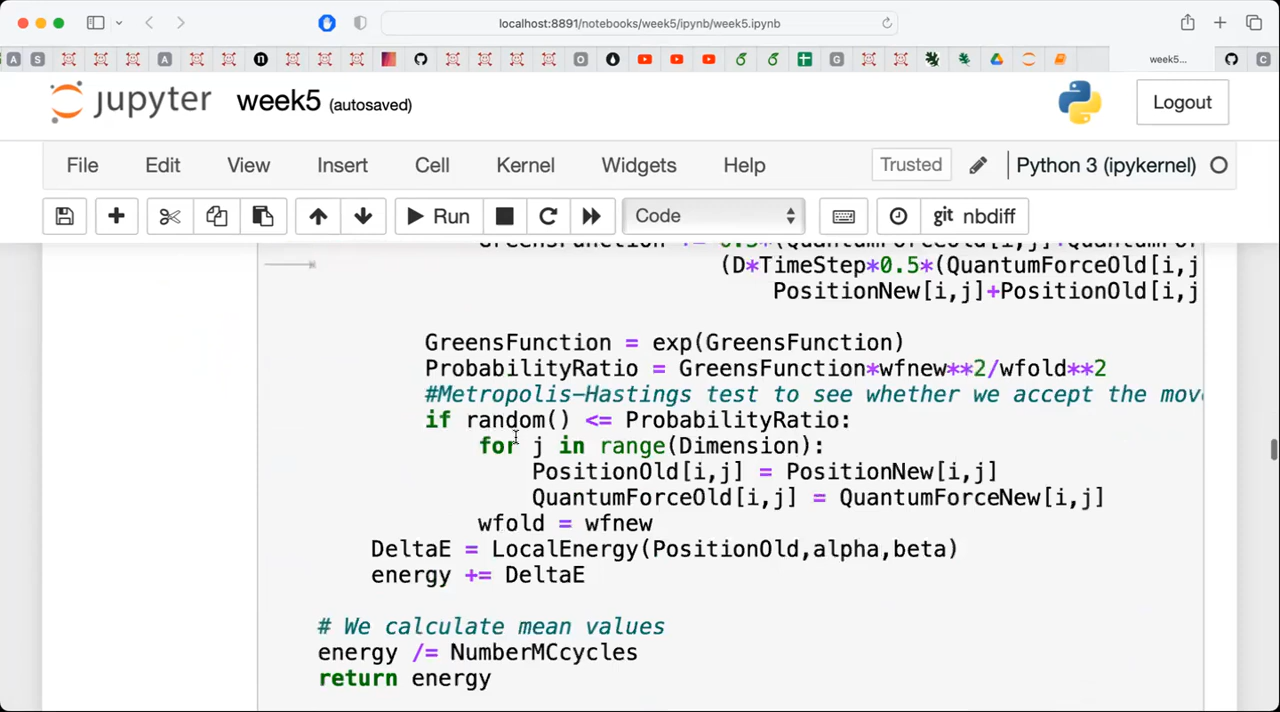 localhost:8891/notebooks/week5/ipynb/week5.ipynb
week5...
jupyter week5 (autosaved)
Logout
File Edit View Insert Cell Kernel Widgets Help
Trusted
Python 3 (ipykernel)
Run
Code
git nbdiff
(D*TimeStep*0.5*(QuantumForceOld[i,j
PositionNew[i,j]+PositionOld[i,j
GreensFunction = exp(GreensFunction)
ProbabilityRatio = GreensFunction*wfnew**2/wfold**2
#Metropolis-Hastings test to see whether we accept the mov
if random() <= ProbabilityRatio:
for j in range(Dimension):
PositionOld[i,j] = PositionNew[i,j]
QuantumForceOld[i,j] = QuantumForceNew[i,j]
wfold = wfnew
DeltaE = LocalEnergy(PositionOld,alpha,beta)
energy += DeltaE
# We calculate mean values
energy /= NumberMCcycles
return energy